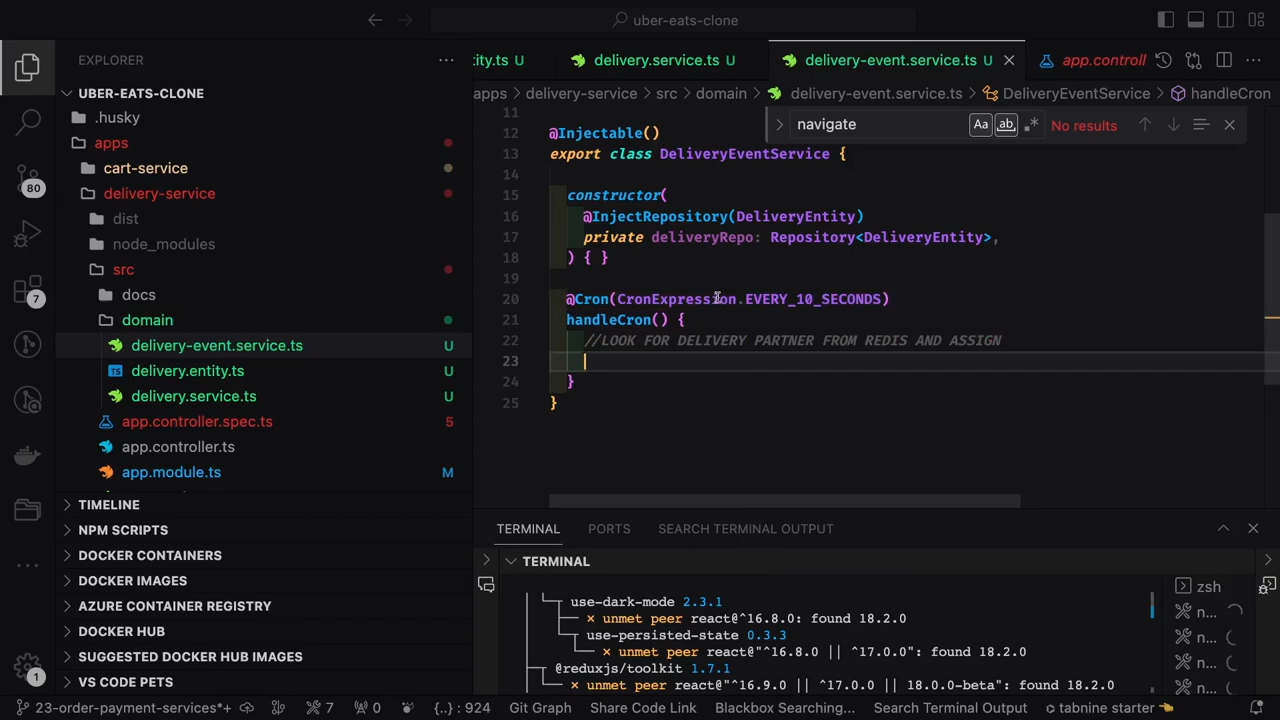 uber-eats-clone
EXPLORER
UBER-EATS-CLONE
.husky
apps
cart-service
delivery-service
dist
node_modules
src
docs
domain
delivery-event.service.ts U
delivery.entity.ts U
delivery.service.ts U
app.controller.spec.ts 5
app.controller.ts
app.module.ts M
TIMELINE
NPM SCRIPTS
DOCKER CONTAINERS
DOCKER IMAGES
AZURE CONTAINER REGISTRY
DOCKER HUB
SUGGESTED DOCKER HUB IMAGES
VS CODE PETS
80
7
1
tity.ts U delivery.service.ts U delivery-event.service.ts U app.controll
apps > delivery-service > src > domain > delivery-event.service.ts > DeliveryEventService > handleCron
navigate Aa ab .* No results
11
12 @Injectable()
13 export class DeliveryEventService {
14
15 constructor(
16 @InjectRepository(DeliveryEntity)
17 private deliveryRepo: Repository<DeliveryEntity>,
18 ) { }
19
20 @Cron(CronExpression.EVERY_10_SECONDS)
21 handleCron() {
22 //LOOK FOR DELIVERY PARTNER FROM REDIS AND ASSIGN
23
24 }
25 }
TERMINAL PORTS SEARCH TERMINAL OUTPUT
TERMINAL
use-dark-mode 2.3.1
× unmet peer react@^16.8.0: found 18.2.0
use-persisted-state 0.3.3
× unmet peer react@"^16.8.0 || ^17.0.0": found 18.2.0
@reduxjs/toolkit 1.7.1
× unmet peer react@"^16.9.0 || ^17.0.0 || 18.0.0-beta": found 18.2.0
zsh
n...
n...
n...
n...
23-order-payment-services*+ 7 0 {..} : 924 Git Graph Share Code Link Blackbox Searching... Search Terminal Output tabnine starter